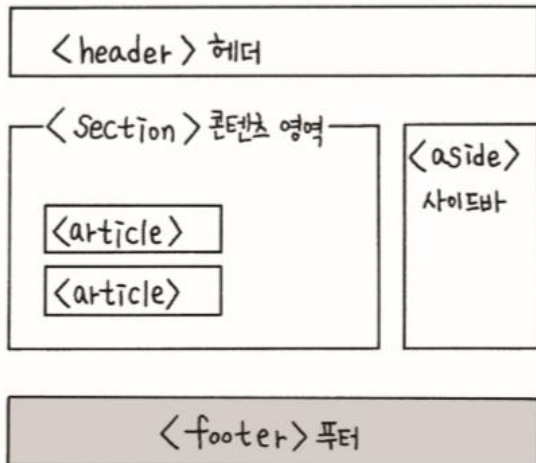 <header> 헤더
<section> 콘텐츠 영역
<article>
<article>
<aside>
사이드바
<footer> 푸터